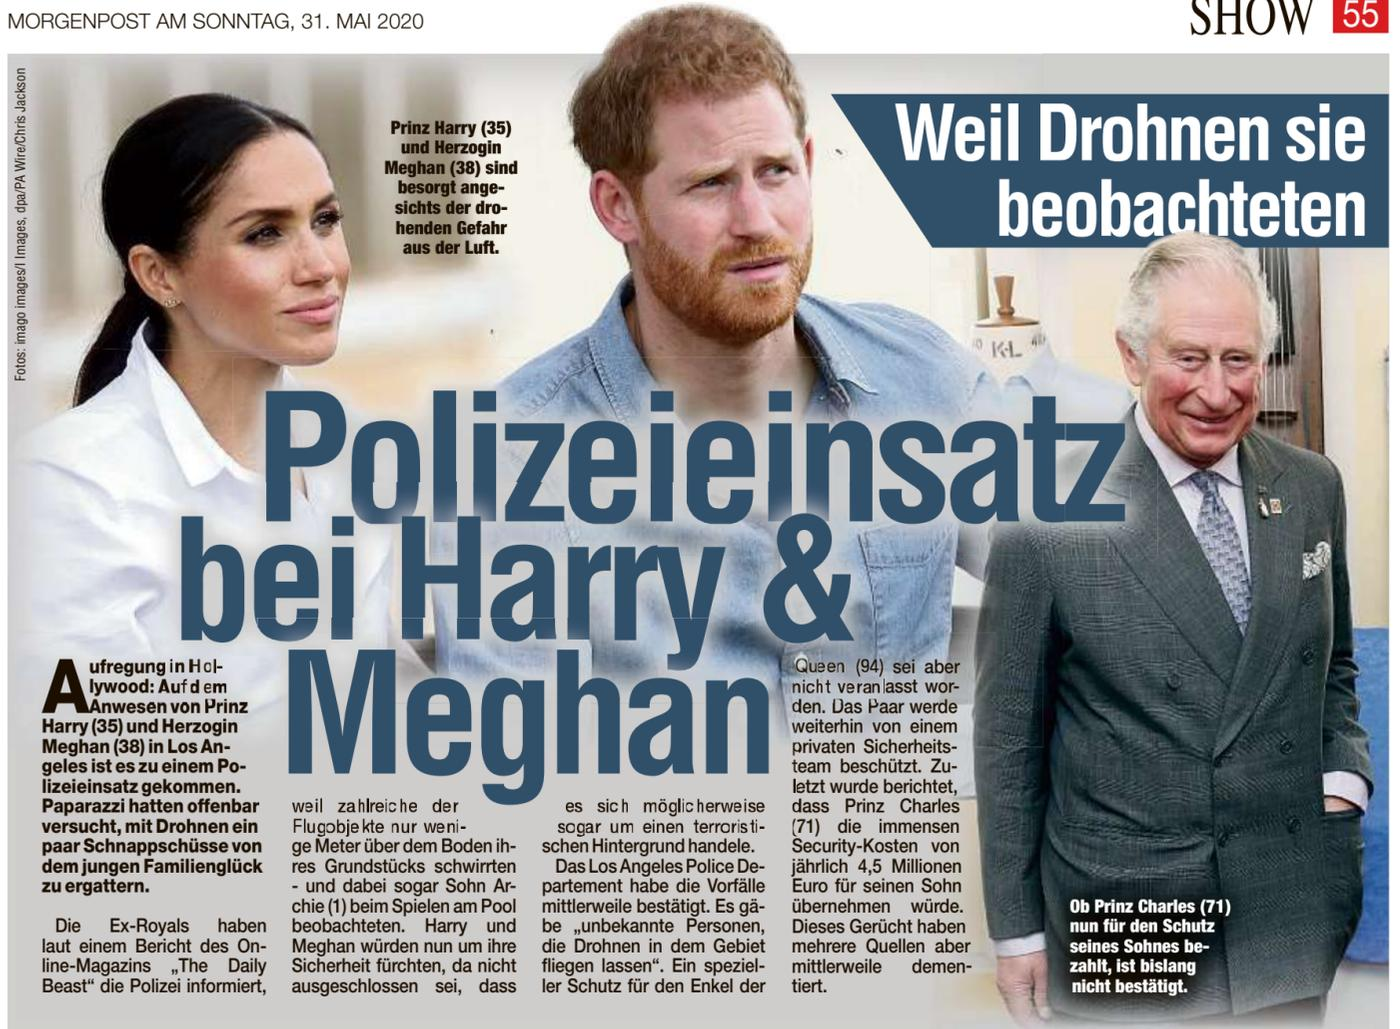 MORGENPOST AM SONNTAG, 31. MAI 2020
SHOW 55
Fotos: imago images/I Images, dpa/PA Wire/Chris Jackson
Prinz Harry (35)
und Herzogin
Meghan (38) sind
besorgt ange-
sichts der dro-
henden Gefahr
aus der Luft.
Weil Drohnen sie
beobachteten
K-L
Polizeieinsatz
bei Harry &
Meghan
Aufregung in Hol-
lywood: Auf dem
Anwesen von Prinz
Harry (35) und Herzogin
Meghan (38) in Los An-
geles ist es zu einem Po-
lizeieinsatz gekommen.
Paparazzi hatten offenbar
versucht, mit Drohnen ein
paar Schnappschüsse von
dem jungen Familienglück
zu ergattern.
Die Ex-Royals haben
laut einem Bericht des On-
line-Magazins „The Daily
Beast“ die Polizei informiert,
weil zahlreiche der
Flugobjekte nur weni-
ge Meter über dem Boden ih-
res Grundstücks schwirrten
- und dabei sogar Sohn Ar-
chie (1) beim Spielen am Pool
beobachteten. Harry und
Meghan würden nun um ihre
Sicherheit fürchten, da nicht
ausgeschlossen sei, dass
es sich möglicherweise
sogar um einen terroristi-
schen Hintergrund handele.
Das Los Angeles Police De-
partement habe die Vorfälle
mittlerweile bestätigt. Es gä-
be „unbekannte Personen,
die Drohnen in dem Gebiet
fliegen lassen“. Ein speziel-
ler Schutz für den Enkel der
Queen (94) sei aber
nicht veranlasst wor-
den. Das Paar werde
weiterhin von einem
privaten Sicherheits-
team beschützt. Zu-
letzt wurde berichtet,
dass Prinz Charles
(71) die immensen
Security-Kosten von
jährlich 4,5 Millionen
Euro für seinen Sohn
übernehmen würde.
Dieses Gerücht haben
mehrere Quellen aber
mittlerweile demen-
tiert.
Ob Prinz Charles (71)
nun für den Schutz
seines Sohnes be-
zahlt, ist bislang
nicht bestätigt.